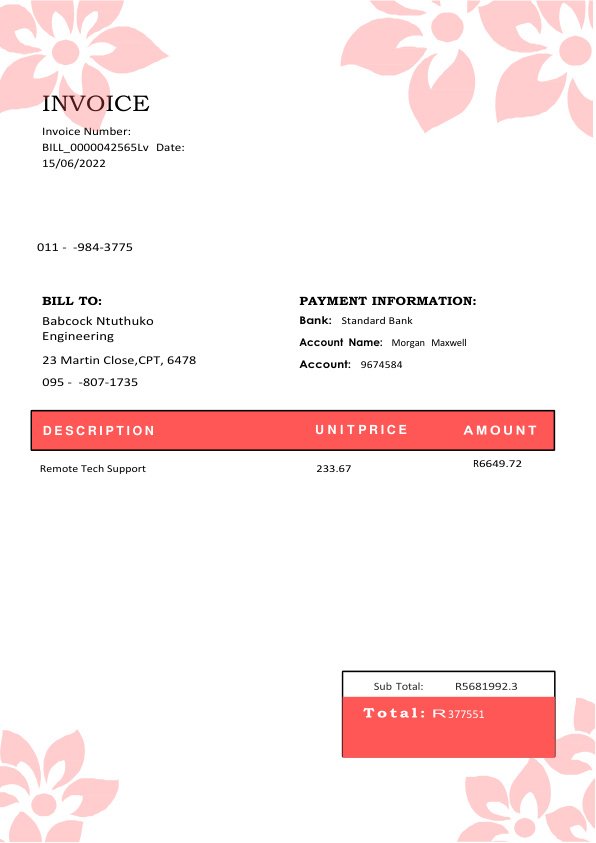 INVOICE
Invoice Number:
BILL_0000042565Lv Date:
15/06/2022
011 - -984-3775
BILL TO:
Babcock Ntuthuko
Engineering
23 Martin Close,CPT, 6478
095 - -807-1735
PAYMENT INFORMATION:
Bank: Standard Bank
Account Name: Morgan Maxwell
Account: 9674584
DESCRIPTION UNITPRICE AMOUNT
Remote Tech Support 233.67 R6649.72
Sub Total: R5681992.3
Total: R377551